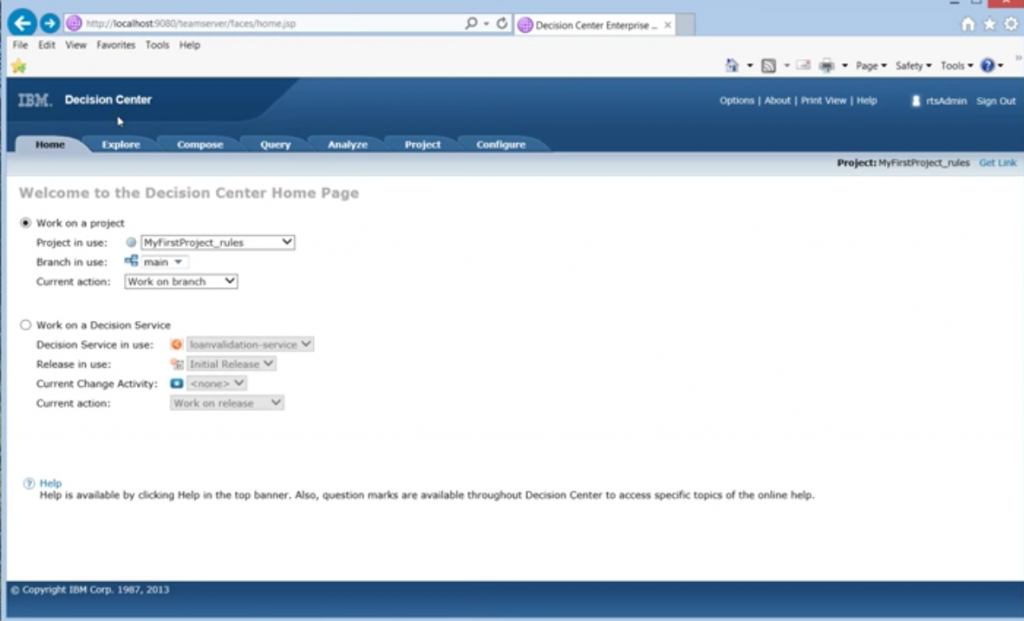 http://localhost:9080/teamserver/faces/home.jsp
Decision Center Enterprise ...
File Edit View Favorites Tools Help
Page Safety Tools
IBM. Decision Center
Options | About | Print View | Help rtsAdmin Sign Out
Home Explore Compose Query Analyze Project Configure
Project: MyFirstProject_rules Get Link
Welcome to the Decision Center Home Page
Work on a project
Project in use: MyFirstProject_rules
Branch in use: main
Current action: Work on branch
Work on a Decision Service
Decision Service in use: loanvalidation-service
Release in use: Initial Release
Current Change Activity: <none>
Current action: Work on release
Help
Help is available by clicking Help in the top banner. Also, question marks are available throughout Decision Center to access specific topics of the online help.
© Copyright IBM Corp. 1987, 2013